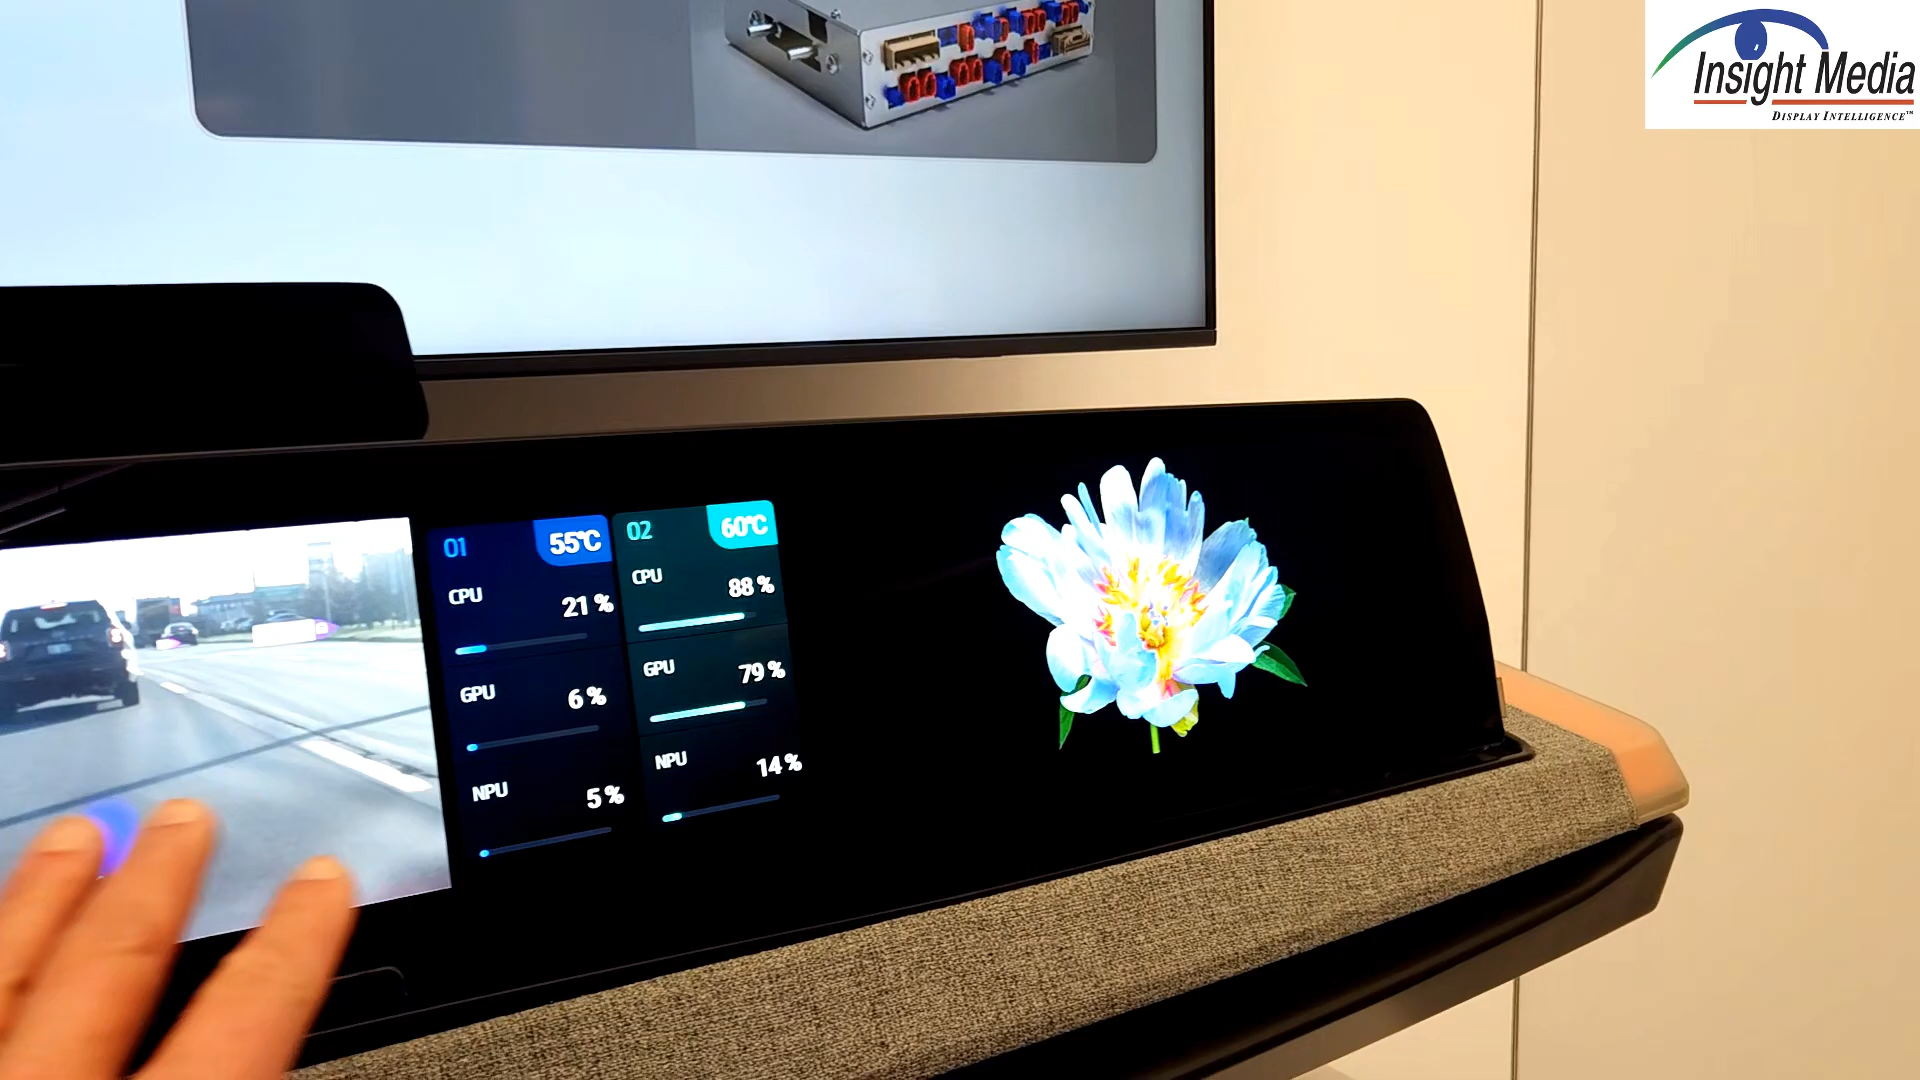 Insight Media
DISPLAY INTELLIGENCE™
01
55°C
CPU
21 %
GPU
6 %
NPU
5 %
02
60°C
CPU
88 %
GPU
79 %
NPU
14 %